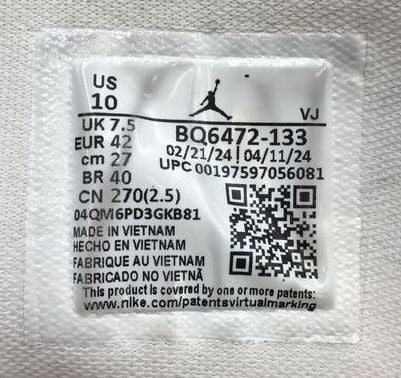 US
10
VJ
UK 7.5
EUR 42
cm 27
BR 40
CN 270(2.5)
BQ6472-133
02/21/24 | 04/11/24
UPC 00197597056081
04QM6PD3GKB81
MADE IN VIETNAM
HECHO EN VIETNAM
FABRIQUE AU VIETNAM
FABRICADO NO VIETNÃ
This product is covered by one or more patents:
www.nike.com/patentsvirtualmarking